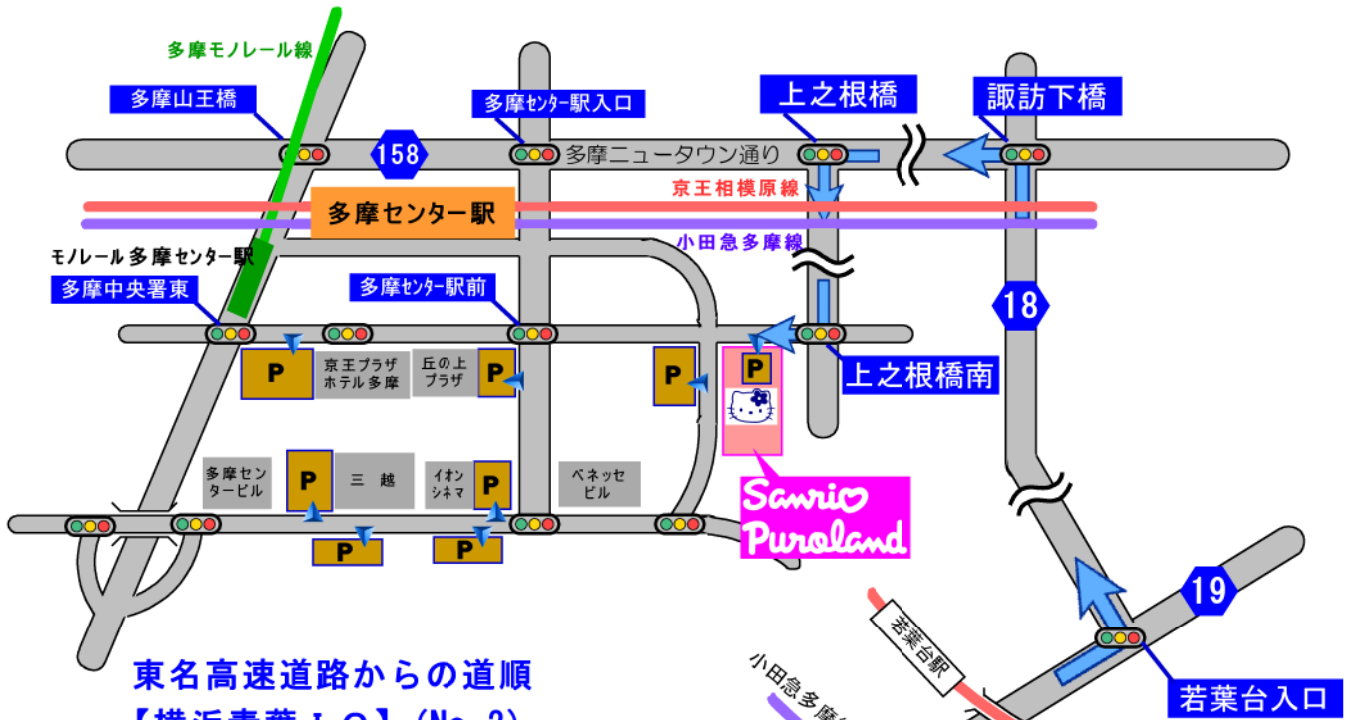 多摩モノレール線
多摩山王橋
多摩センター駅入口
上之根橋
諏訪下橋
158
多摩ニュータウン通り
京王相模原線
多摩センター駅
小田急多摩線
モノレール多摩センター駅
多摩中央署東
多摩センター駅前
18
P
京王プラザ
ホテル多摩
丘の上
プラザ
P
P
P
上之根橋南
多摩セン
タービル
P
三越
イオン
シネマ
P
ベネッセ
ビル
Sanrio
Puroland
P
P
19
若葉台駅
若葉台入口
小田急多摩
東名高速道路からの道順
【横浜青葉IC】(No.2)